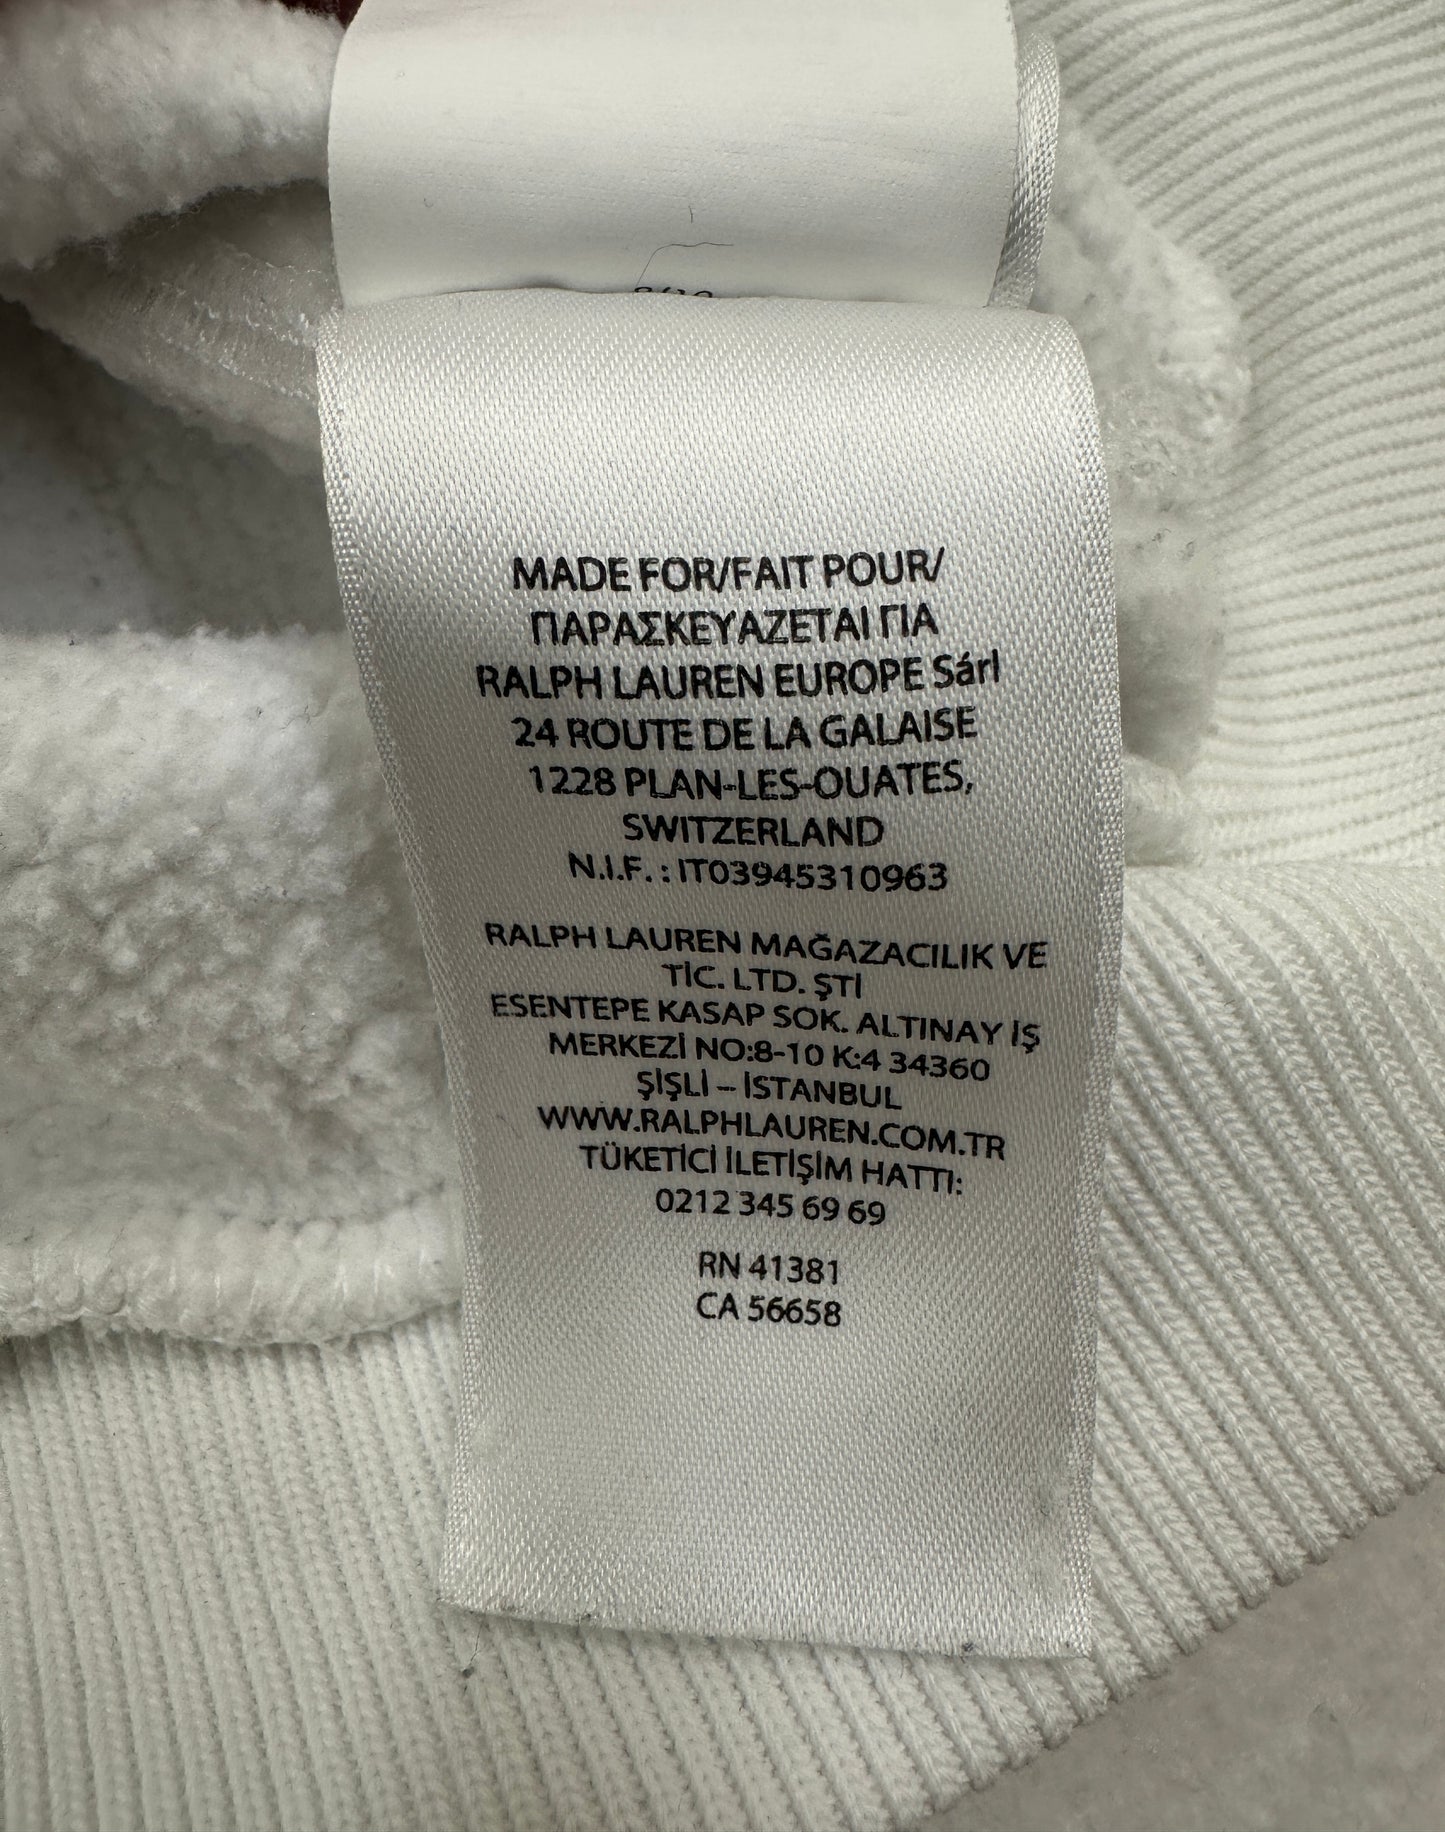 MADE FOR/FAIT POUR/
ΠΑΡΑΣΚΕΥΑΖΕΤΑΙ ΓΙΑ
RALPH LAUREN EUROPE Sárl
24 ROUTE DE LA GALAISE
1228 PLAN-LES-OUATES,
SWITZERLAND
N.I.F. : IT03945310963
RALPH LAUREN MAĞAZACILIK VE
TİC. LTD. ŞTİ
ESENTEPE KASAP SOK. ALTINAY İŞ
MERKEZİ NO:8-10 K:4 34360
ŞİŞLİ – İSTANBUL
WWW.RALPHLAUREN.COM.TR
TÜKETİCİ İLETİŞİM HATTI:
0212 345 69 69
RN 41381
CA 56658